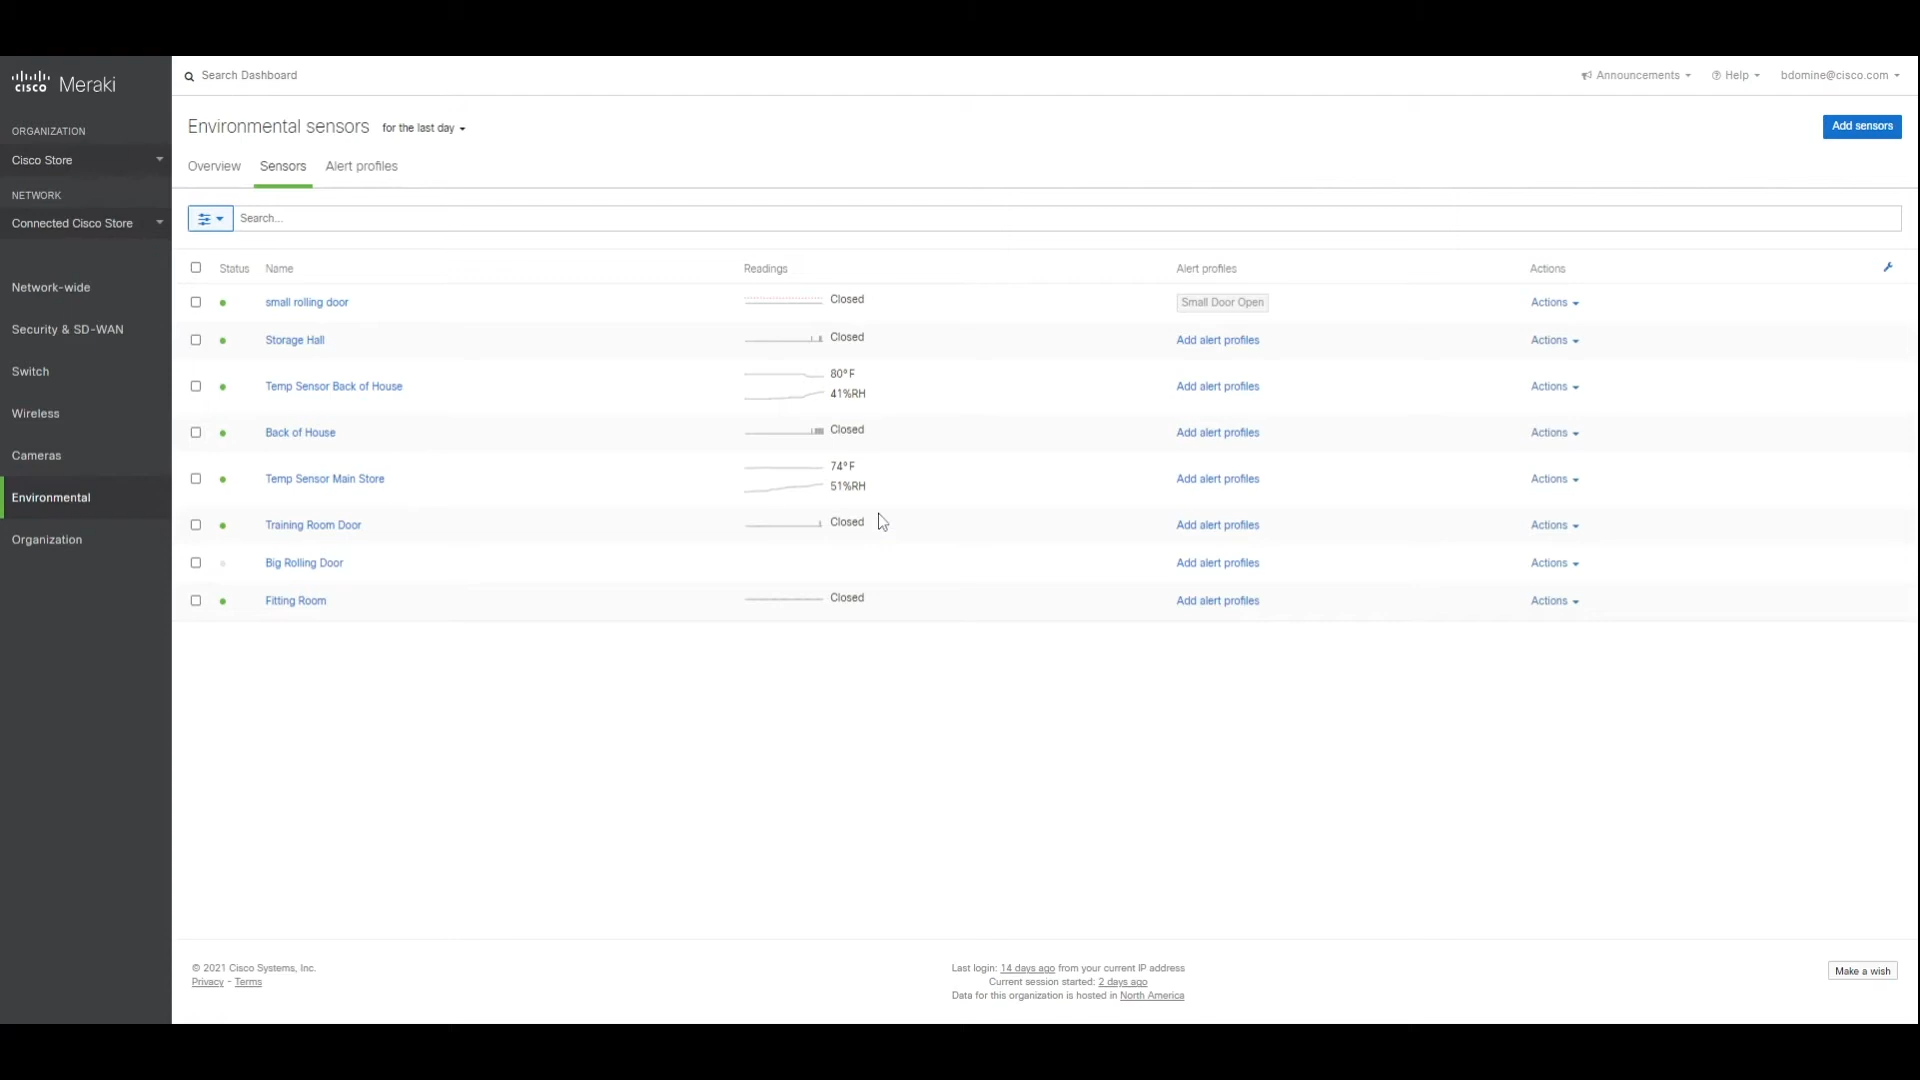 cisco Meraki
Search Dashboard
Announcements
Help
bdomine@cisco.com
ORGANIZATION
Cisco Store
NETWORK
Connected Cisco Store
Network-wide
Security & SD-WAN
Switch
Wireless
Cameras
Environmental
Organization
Environmental sensors for the last day
Add sensors
Overview Sensors Alert profiles
Search...
Status Name Readings Alert profiles Actions
small rolling door Closed Small Door Open Actions
Storage Hall Closed Add alert profiles Actions
Temp Sensor Back of House 80°F Add alert profiles Actions
41%RH
Back of House Closed Add alert profiles Actions
Temp Sensor Main Store 74°F Add alert profiles Actions
51%RH
Training Room Door Closed Add alert profiles Actions
Big Rolling Door Add alert profiles Actions
Fitting Room Closed Add alert profiles Actions
© 2021 Cisco Systems, Inc.
Privacy - Terms
Last login: 14 days ago from your current IP address
Current session started: 2 days ago
Data for this organization is hosted in North America
Make a wish